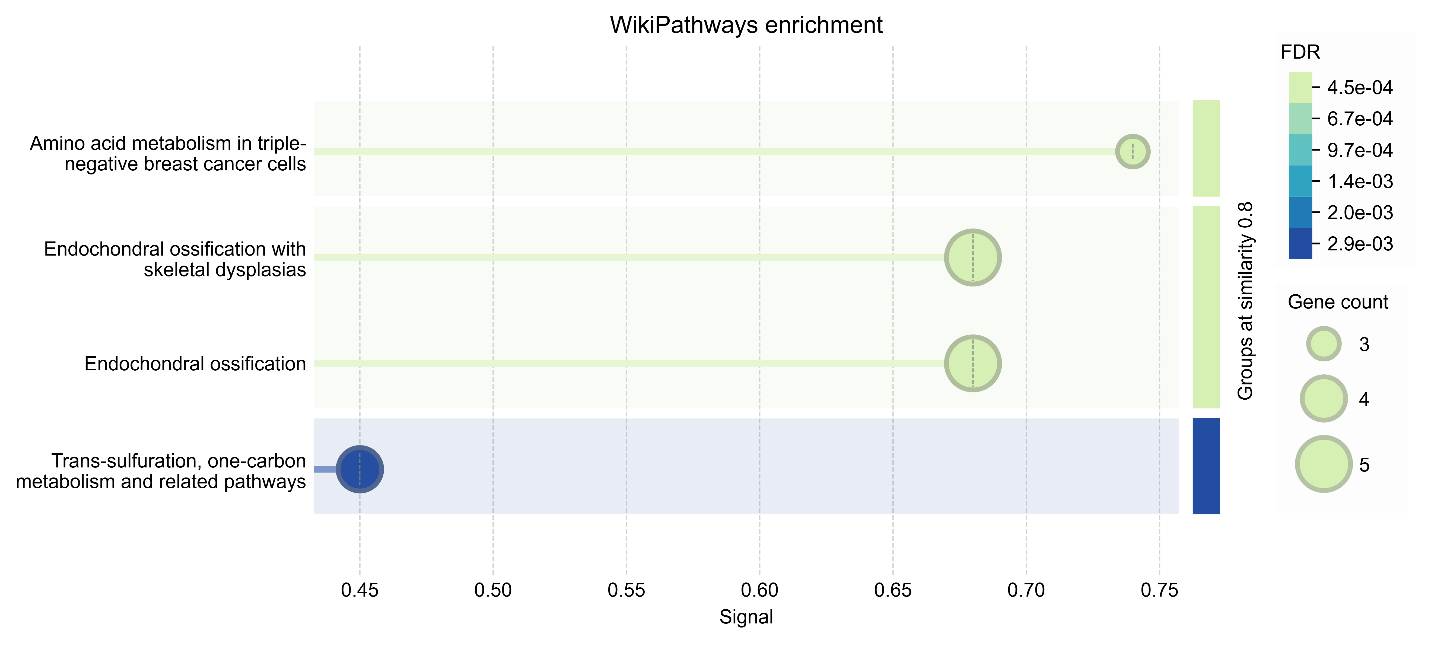 WikiPathways enrichment
Amino acid metabolism in triple-
negative breast cancer cells
Endochondral ossification with
skeletal dysplasias
Endochondral ossification
Trans-sulfuration, one-carbon
metabolism and related pathways
0.45 0.50 0.55 0.60 0.65 0.70 0.75
Signal
Groups at similarity 0.8
FDR
4.5e-04
6.7e-04
9.7e-04
1.4e-03
2.0e-03
2.9e-03
Gene count
3
4
5